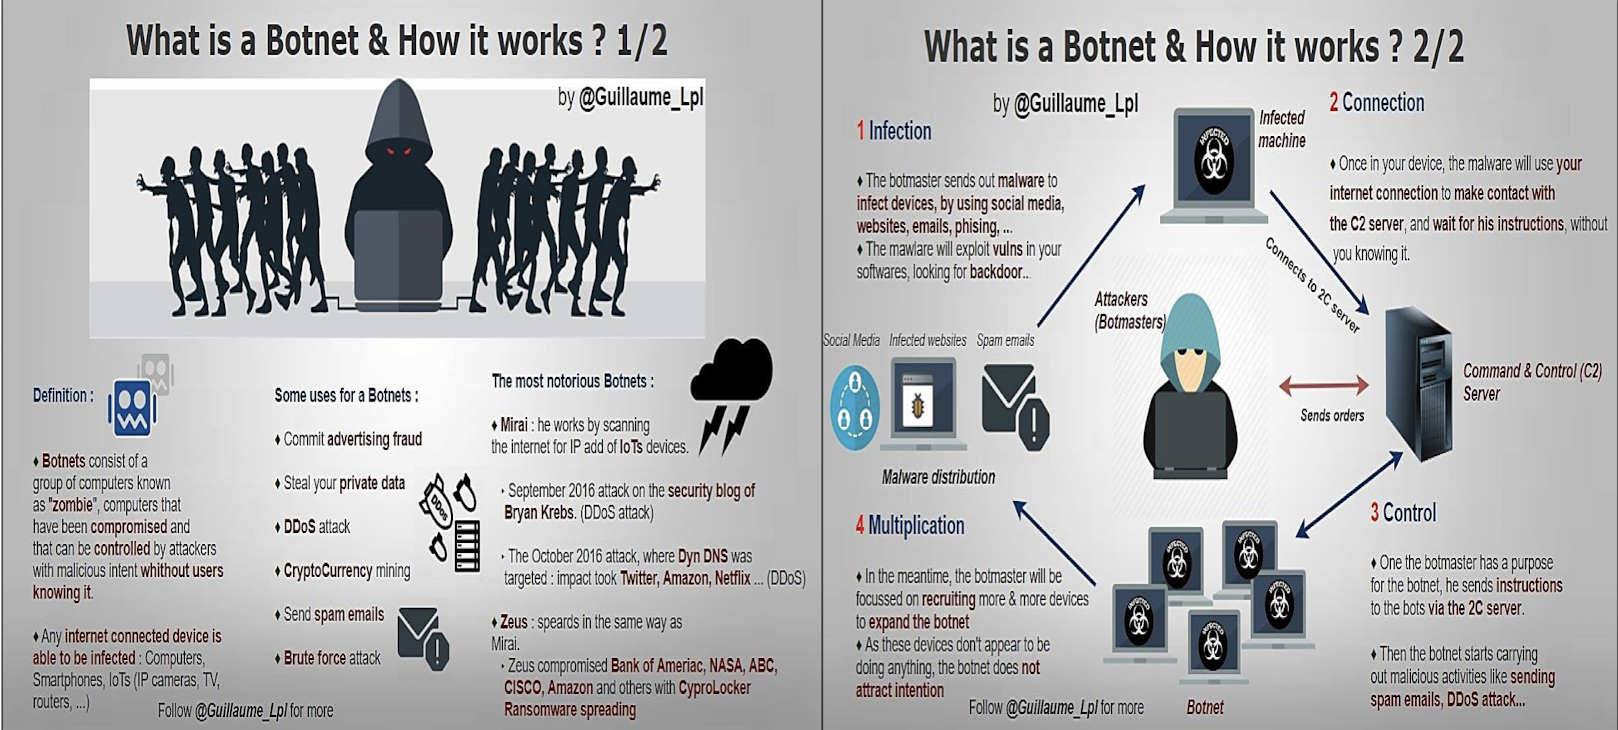 What is a Botnet & How it works ? 1/2
by @Guillaume_Lpl
Definition :
♦ Botnets consist of a
group of computers known
as "zombie", computers that
have been compromised and
that can be controlled by attackers
with malicious intent whithout users
knowing it.
♦ Any internet connected device is
able to be infected : Computers,
Smartphones, IoTs (IP cameras, TV,
routers, ...)
Some uses for a Botnets :
♦ Commit advertising fraud
♦ Steal your private data
♦ DDoS attack
♦ CryptoCurrency mining
♦ Send spam emails
♦ Brute force attack
DDoS
The most notorious Botnets :
♦ Mirai : he works by scanning
the internet for IP add of IoTs devices.
‣ September 2016 attack on the security blog of
Bryan Krebs. (DDoS attack)
‣ The October 2016 attack, where Dyn DNS was
targeted : impact took Twitter, Amazon, Netflix ... (DDoS)
♦ Zeus : speards in the same way as
Mirai.
‣ Zeus compromised Bank of Ameriac, NASA, ABC,
CISCO, Amazon and others with CyproLocker
Ransomware spreading
Follow @Guillaume_Lpl for more
What is a Botnet & How it works ? 2/2
by @Guillaume_Lpl
1 Infection
♦ The botmaster sends out malware to
infect devices, by using social media,
websites, emails, phising, ...
♦ The mawlare will exploit vulns in your
softwares, looking for backdoor...
INFECTED
Infected
machine
2 Connection
♦ Once in your device, the malware will use your
internet connection to make contact with
the C2 server, and wait for his instructions, without
you knowing it.
Connects to 2C server
Attackers
(Botmasters)
Social Media
Infected websites
Spam emails
Malware distribution
Sends orders
Command & Control (C2)
Server
3 Control
♦ One the botmaster has a purpose
for the botnet, he sends instructions
to the bots via the 2C server.
♦ Then the botnet starts carrying
out malicious activities like sending
spam emails, DDoS attack...
4 Multiplication
♦ In the meantime, the botmaster will be
focussed on recruiting more & more devices
to expand the botnet
♦ As these devices don't appear to be
doing anything, the botnet does not
attract intention
INFECTED
INFECTED
INFECTED
INFECTED
INFECTED
Botnet
Follow @Guillaume_Lpl for more